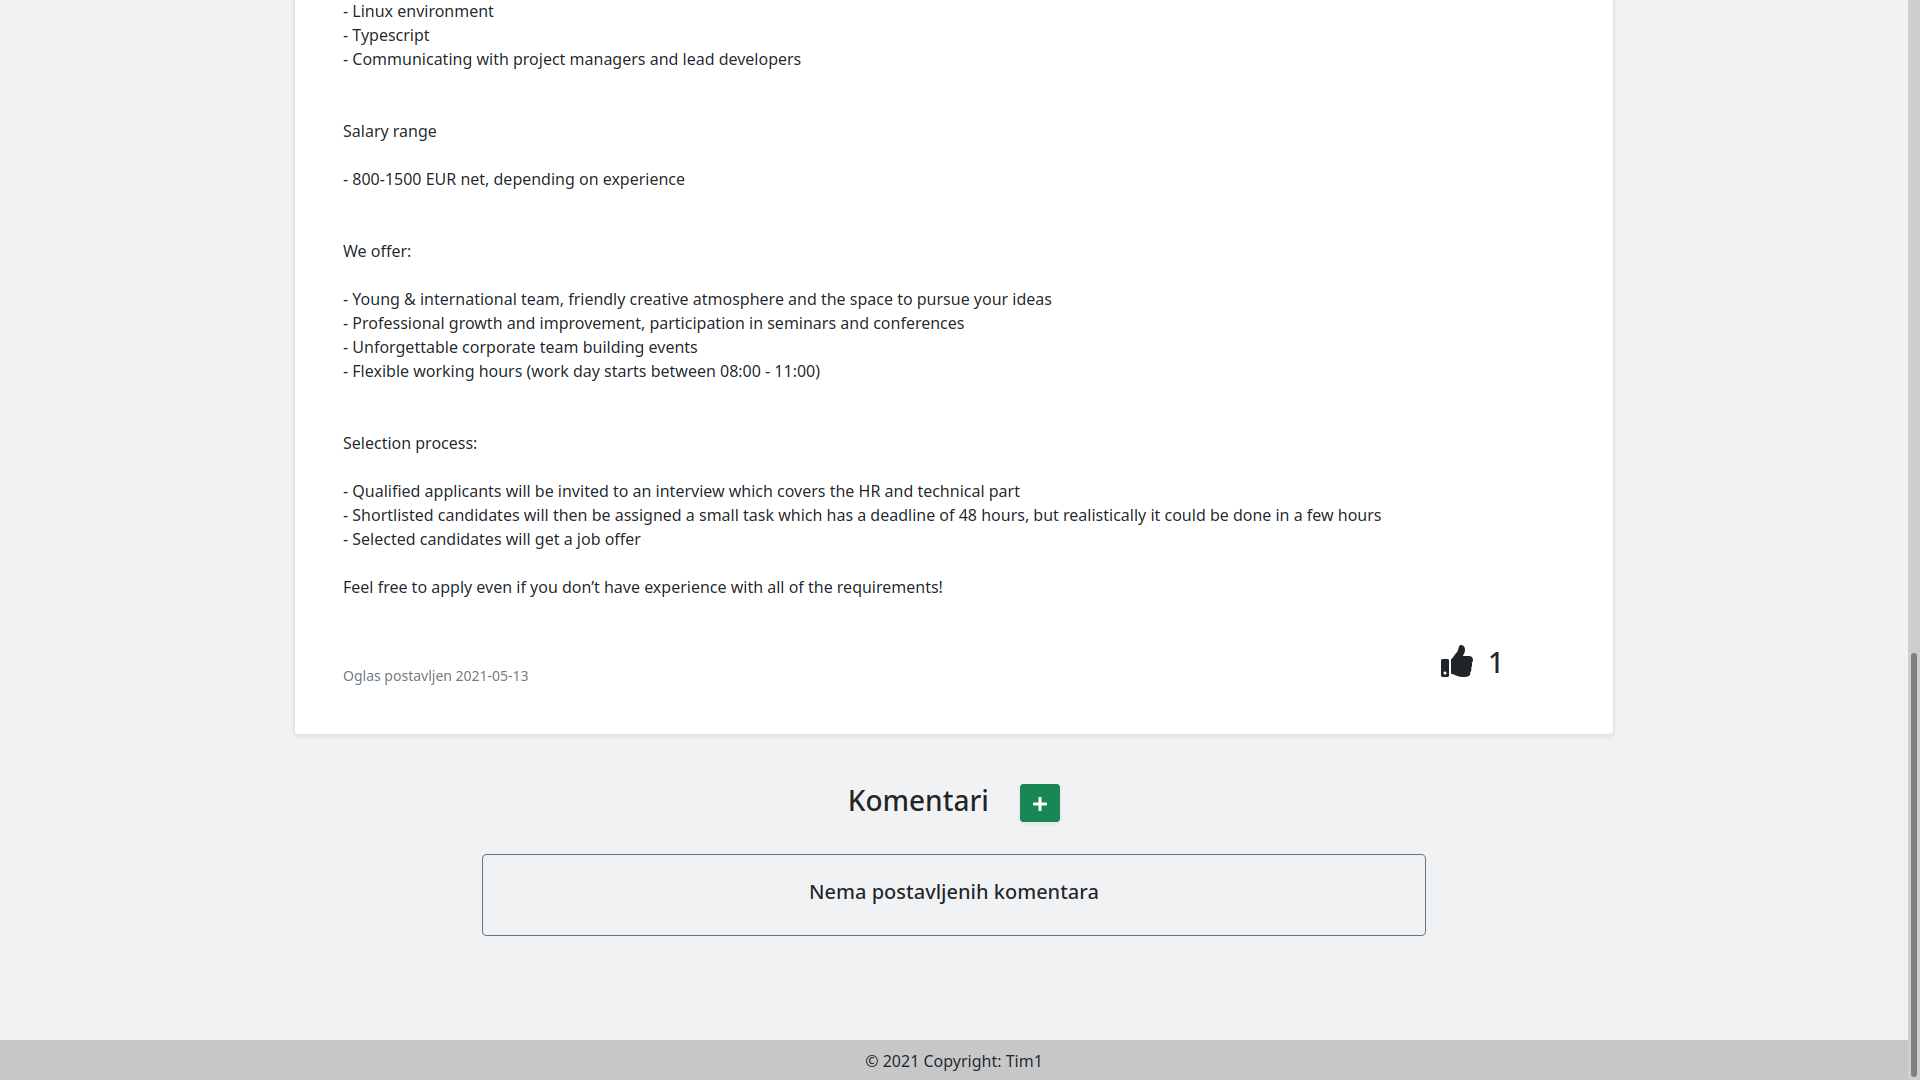 - Linux environment
- Typescript
- Communicating with project managers and lead developers
Salary range
- 800-1500 EUR net, depending on experience
We offer:
- Young & international team, friendly creative atmosphere and the space to pursue your ideas
- Professional growth and improvement, participation in seminars and conferences
- Unforgettable corporate team building events
- Flexible working hours (work day starts between 08:00 - 11:00)
Selection process:
- Qualified applicants will be invited to an interview which covers the HR and technical part
- Shortlisted candidates will then be assigned a small task which has a deadline of 48 hours, but realistically it could be done in a few hours
- Selected candidates will get a job offer
Feel free to apply even if you don’t have experience with all of the requirements!
Oglas postavljen 2021-05-13
1
Komentari
+
Nema postavljenih komentara
© 2021 Copyright: Tim1